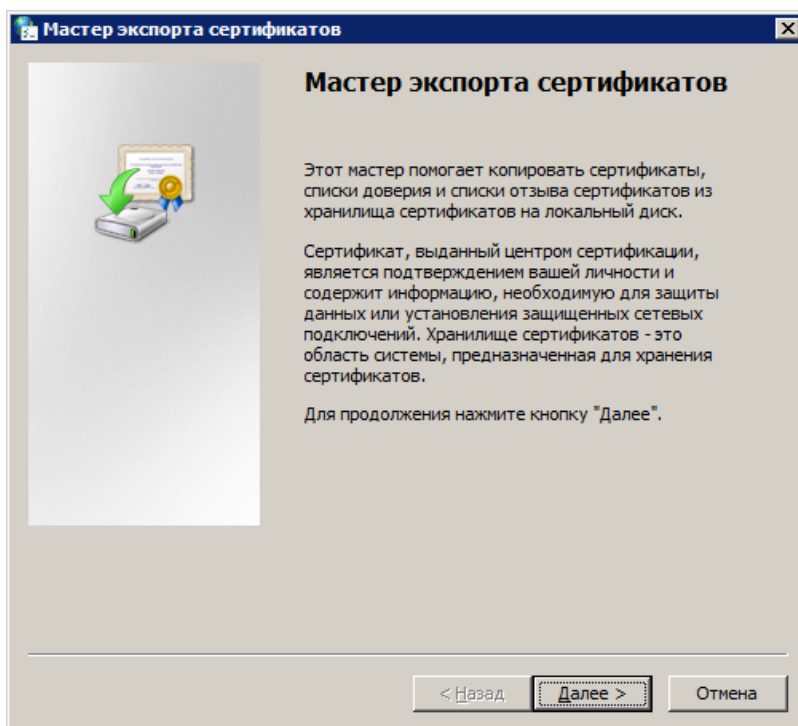 Мастер экспорта сертификатов
Мастер экспорта сертификатов
Этот мастер помогает копировать сертификаты,
списки доверия и списки отзыва сертификатов из
хранилища сертификатов на локальный диск.
Сертификат, выданный центром сертификации,
является подтверждением вашей личности и
содержит информацию, необходимую для защиты
данных или установления защищенных сетевых
подключений. Хранилище сертификатов - это
область системы, предназначенная для хранения
сертификатов.
Для продолжения нажмите кнопку "Далее".
< Назад Далее > Отмена